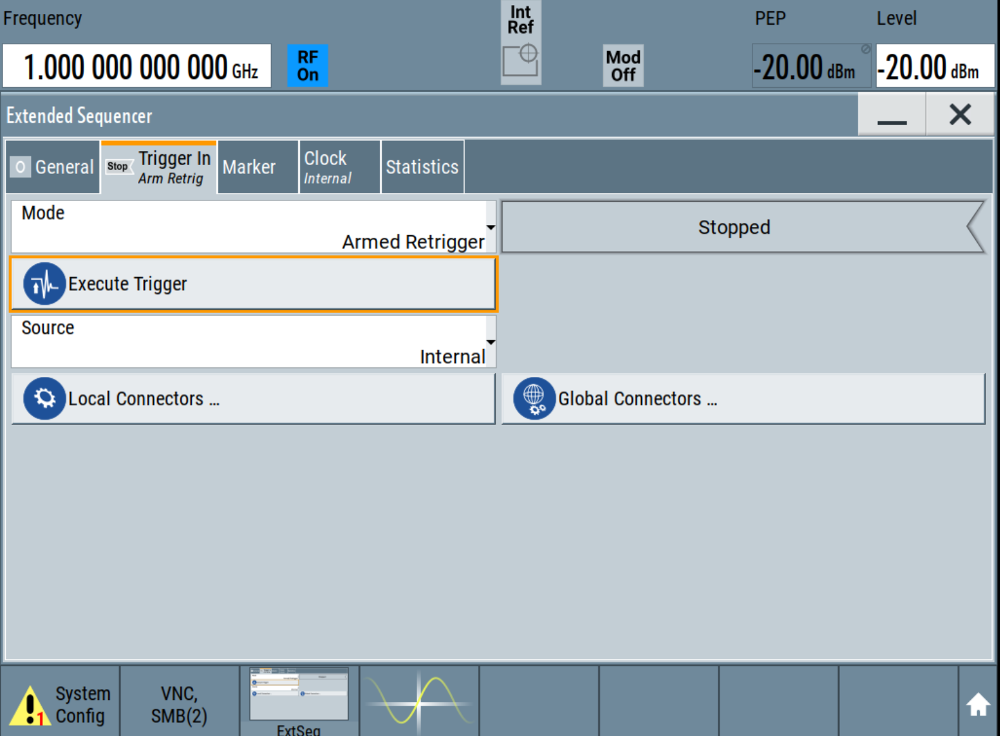 Frequency
Int
Ref
PEP
Level
1.000 000 000 000 GHz
RF
On
Mod
Off
-20.00 dBm
-20.00 dBm
Extended Sequencer
General
Stop
Trigger In
Arm Retrig
Marker
Clock
Internal
Statistics
Mode
Armed Retrigger
Stopped
Execute Trigger
Source
Internal
Local Connectors ...
Global Connectors ...
1
System
Config
VNC,
SMB(2)
ExtSeq